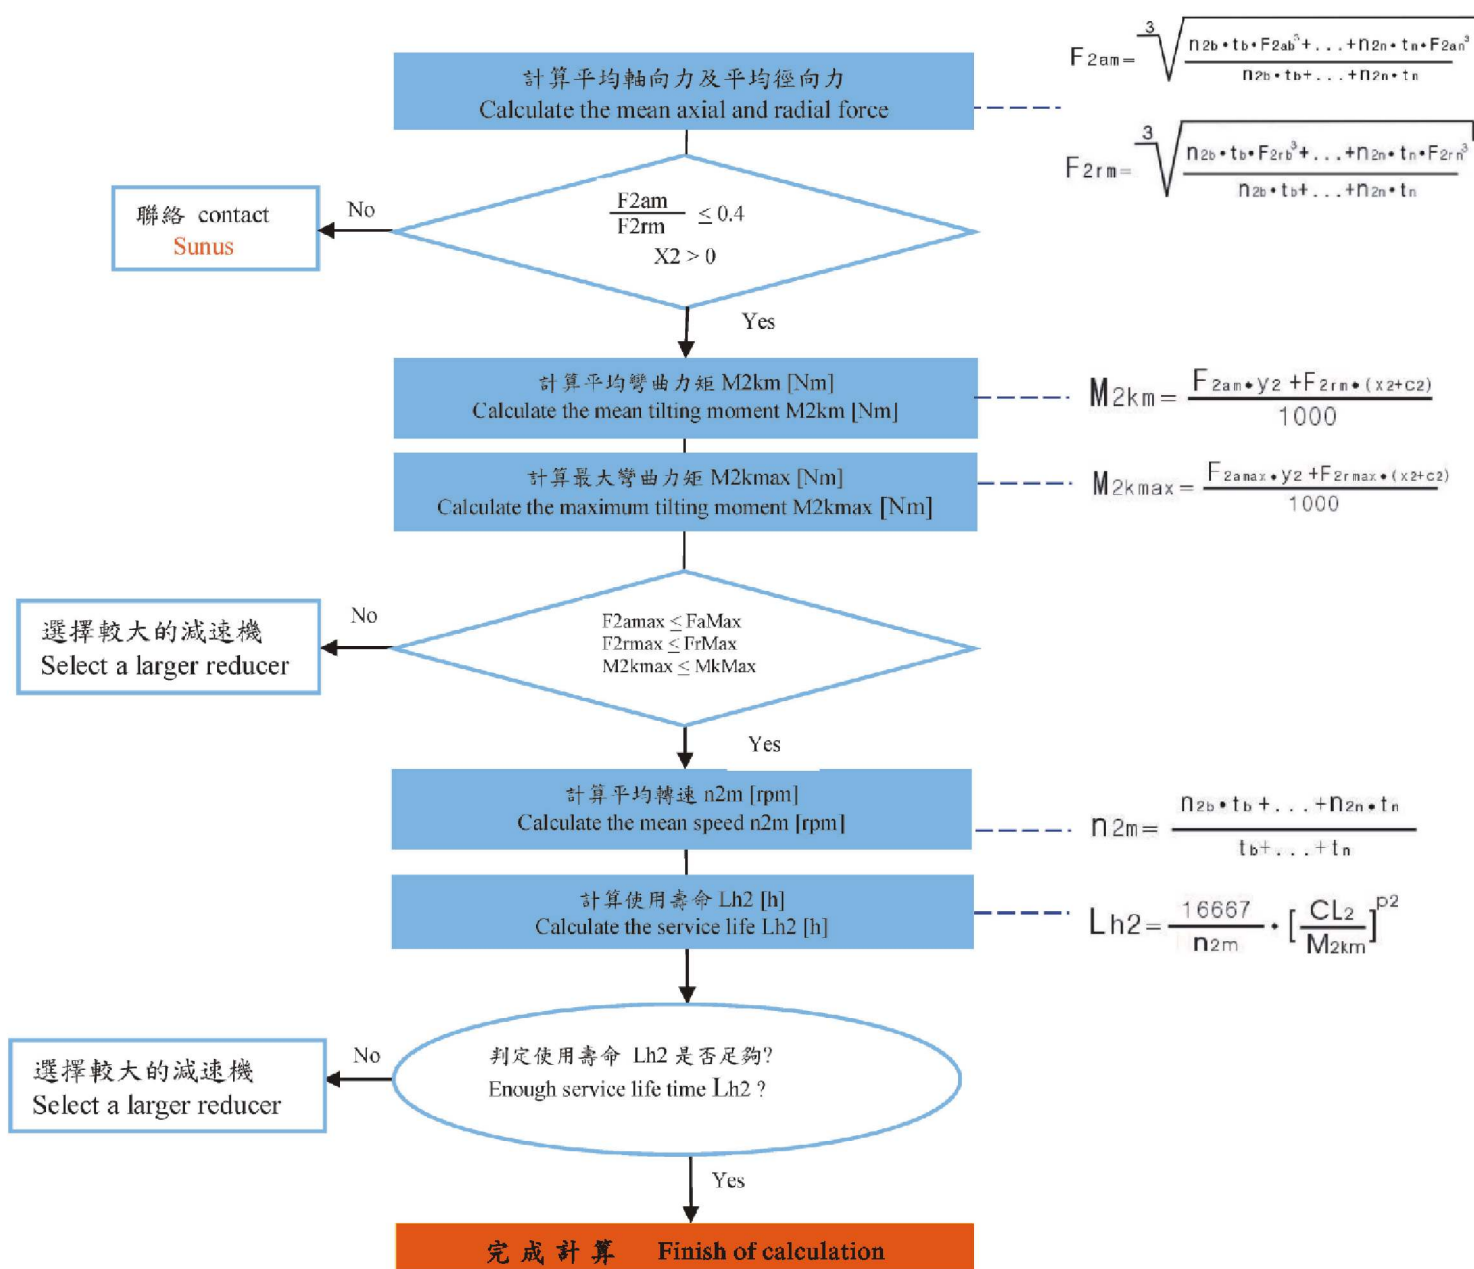 計算平均軸向力及平均徑向力
Calculate the mean axial and radial force
F2am= ³√((n2b•tb•F2ab³+...+n2n•tn•F2an³)/(n2b•tb+...+n2n•tn))
F2rm= ³√((n2b•tb•F2rb³+...+n2n•tn•F2rn³)/(n2b•tb+...+n2n•tn))
F2am
F2rm
≤ 0.4
X2 > 0
No
聯絡 contact
Sunus
Yes
計算平均彎曲力矩 M2km [Nm]
Calculate the mean tilting moment M2km [Nm]
M2km= (F2am•y2+F2rm•(x2+c2))/1000
計算最大彎曲力矩 M2kmax [Nm]
Calculate the maximum tilting moment M2kmax [Nm]
M2kmax= (F2amax•y2+F2rmax•(x2+c2))/1000
F2amax ≤ FaMax
F2rmax ≤ FrMax
M2kmax ≤ MkMax
No
選擇較大的減速機
Select a larger reducer
Yes
計算平均轉速 n2m [rpm]
Calculate the mean speed n2m [rpm]
n2m= (n2b•tb+...+n2n•tn)/(tb+...+tn)
計算使用壽命 Lh2 [h]
Calculate the service life Lh2 [h]
Lh2= 16667/n2m • [CL2/M2km]^p2
判定使用壽命 Lh2 是否足夠?
Enough service life time Lh2 ?
No
選擇較大的減速機
Select a larger reducer
Yes
完成計算 Finish of calculation